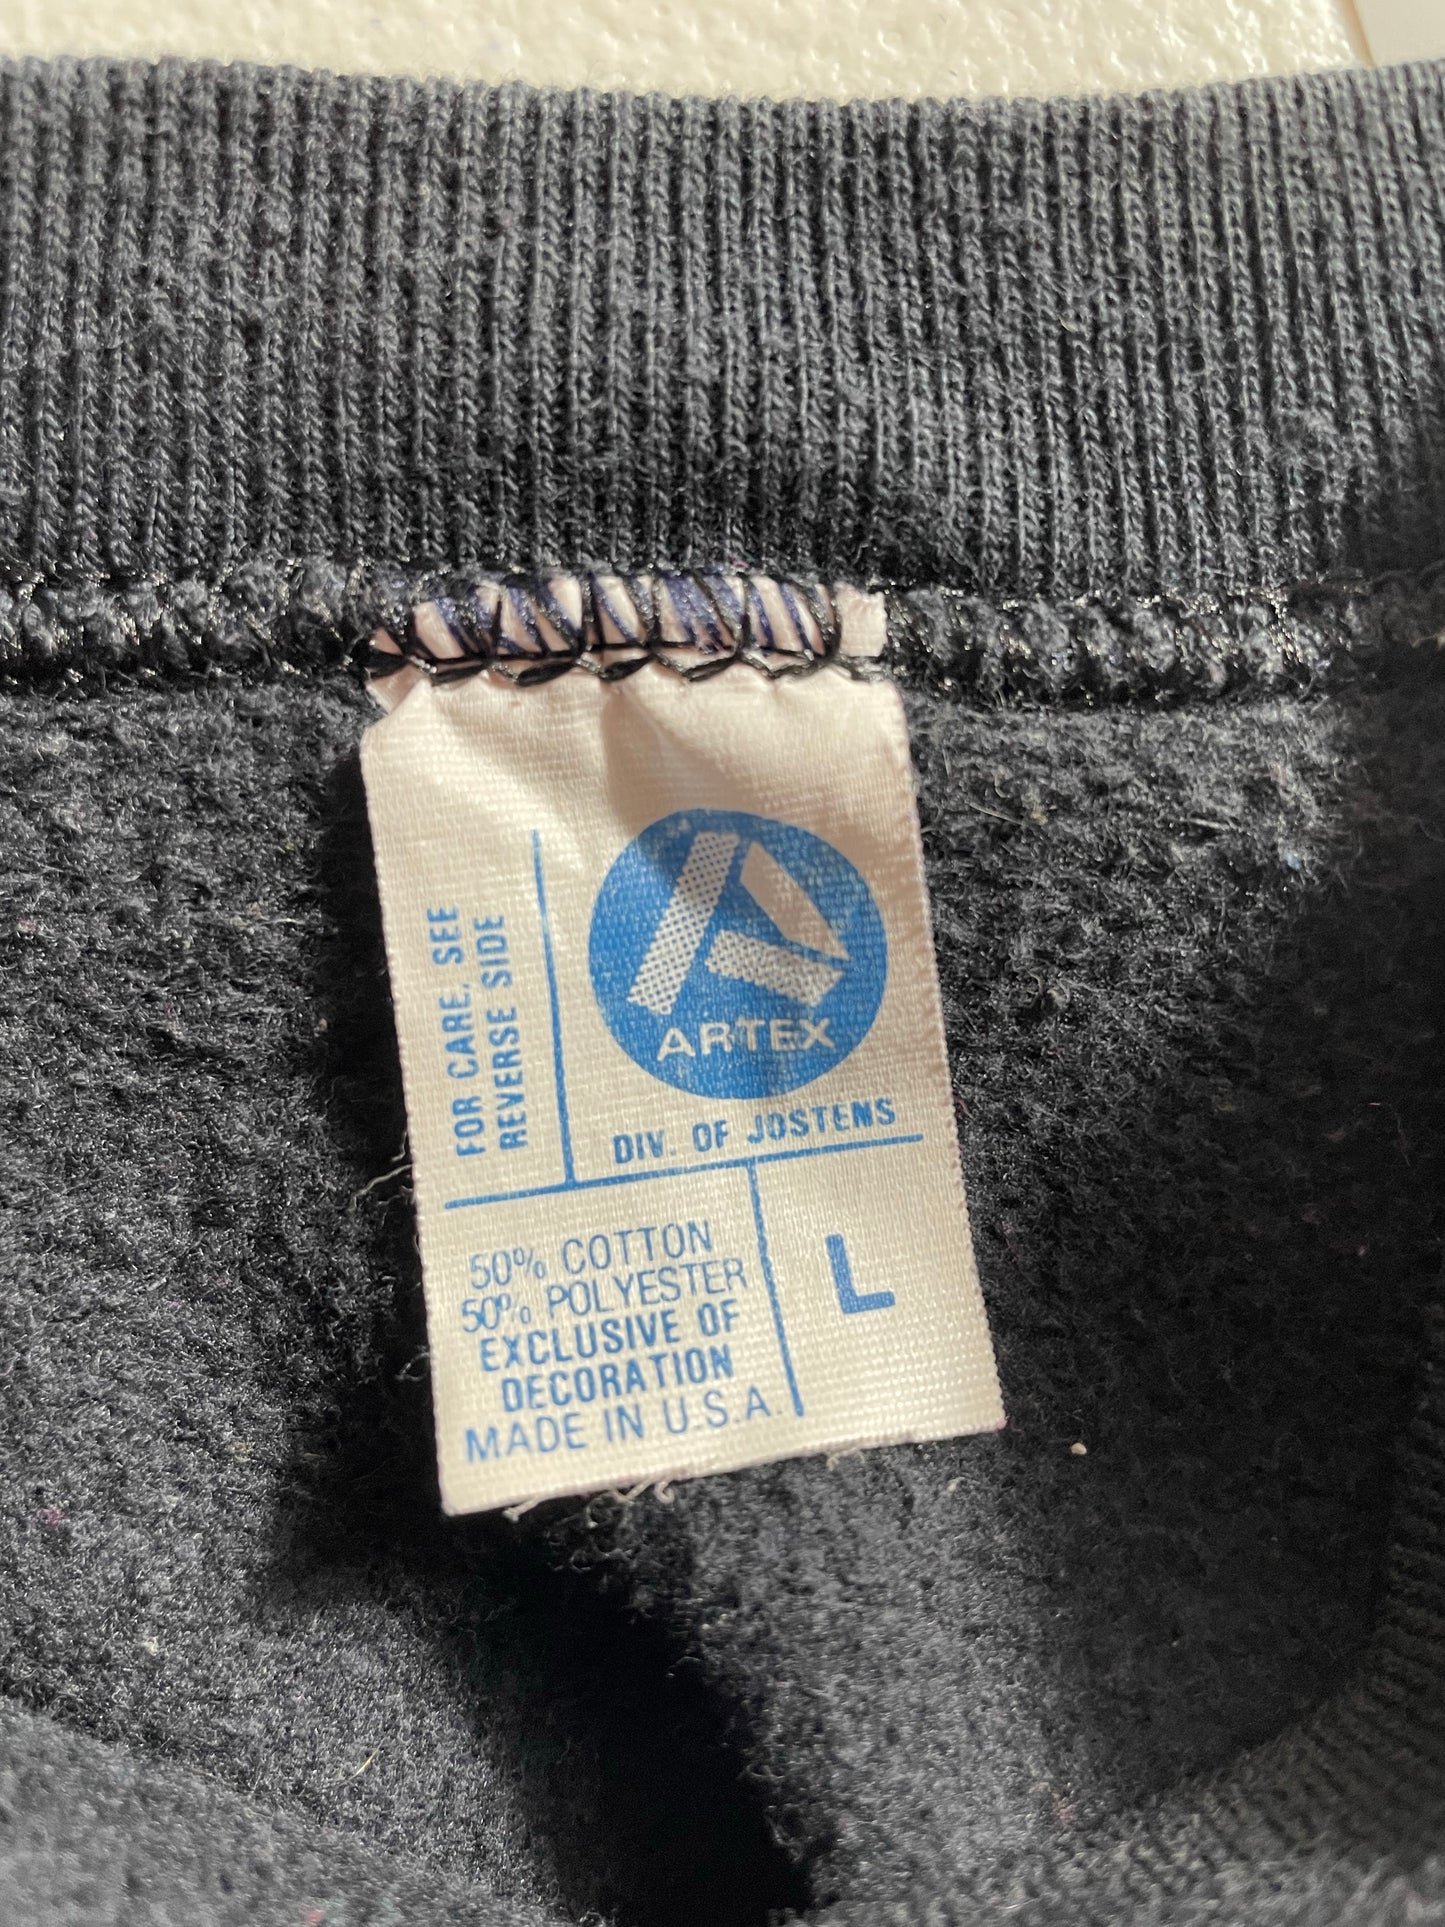 FOR CARE, SEE
REVERSE SIDE
ARTEX
DIV. OF JOSTENS
50% COTTON
50% POLYESTER
EXCLUSIVE OF
DECORATION
MADE IN U.S.A.
L